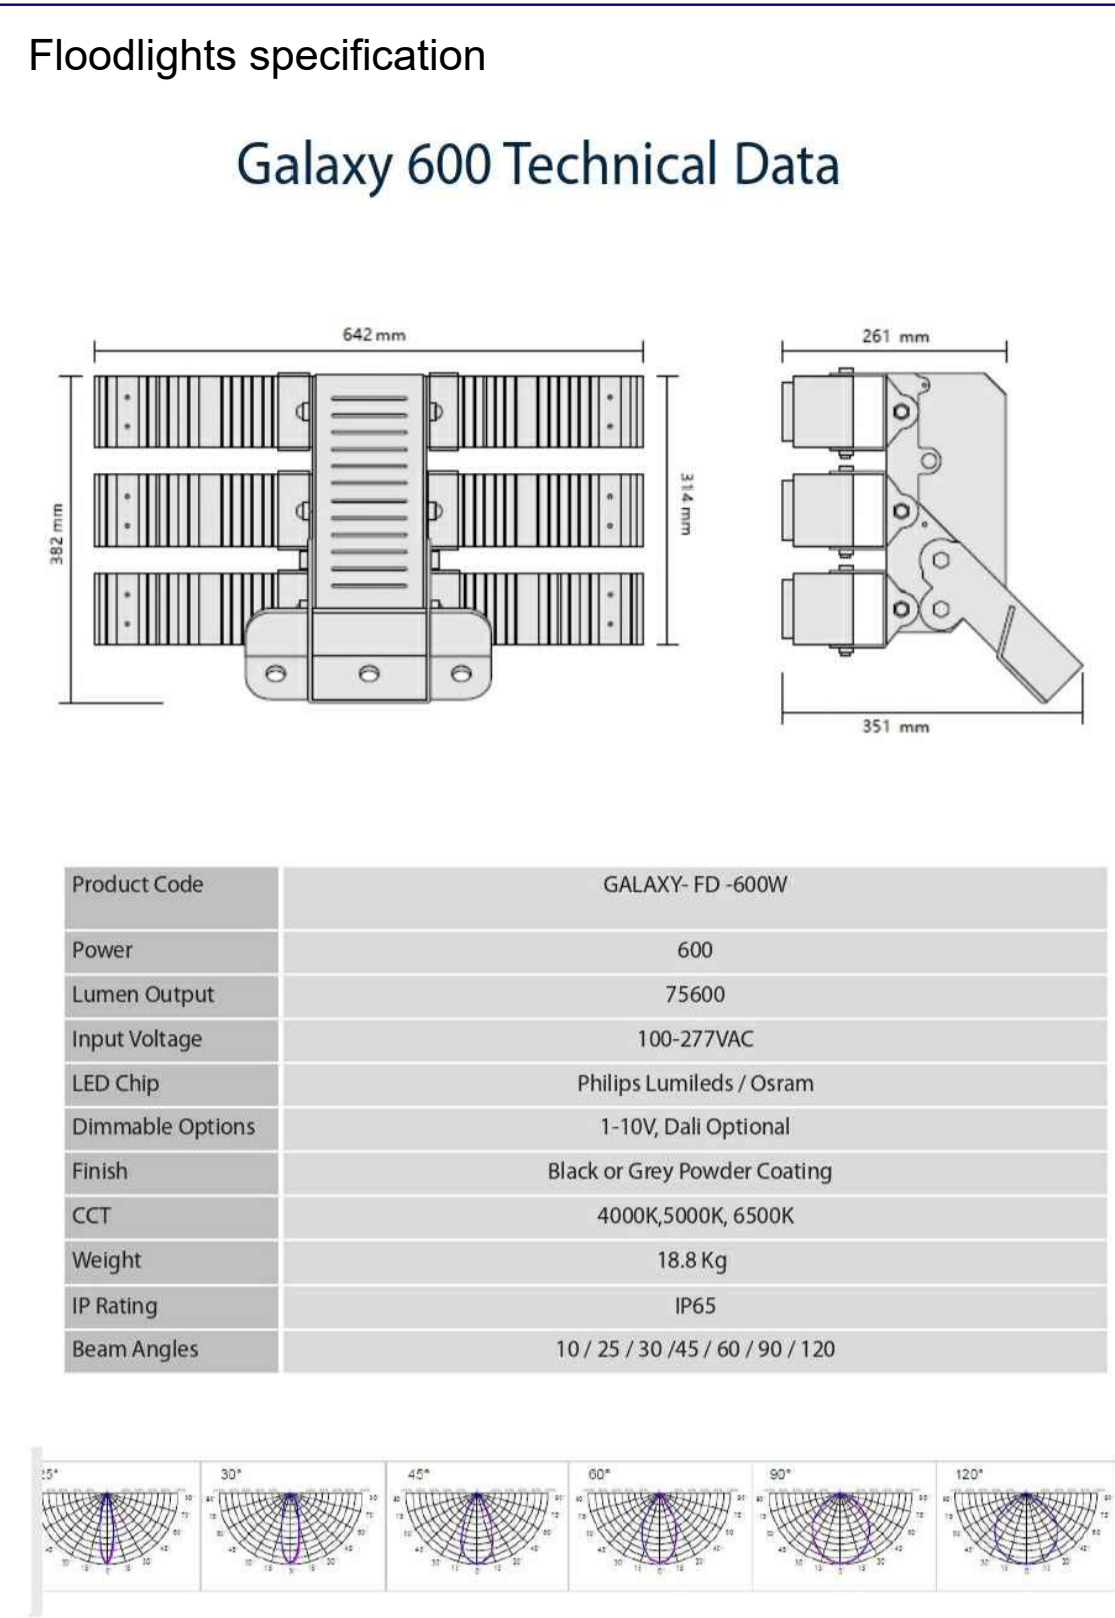 Floodlights specification
Galaxy 600 Technical Data
642 mm
261 mm
382 mm
314 mm
351 mm
Product Code GALAXY- FD -600W
Power 600
Lumen Output 75600
Input Voltage 100-277VAC
LED Chip Philips Lumileds / Osram
Dimmable Options 1-10V, Dali Optional
Finish Black or Grey Powder Coating
CCT 4000K,5000K, 6500K
Weight 18.8 Kg
IP Rating IP65
Beam Angles 10 / 25 / 30 /45 / 60 / 90 / 120
25° 30° 45° 60° 90° 120°